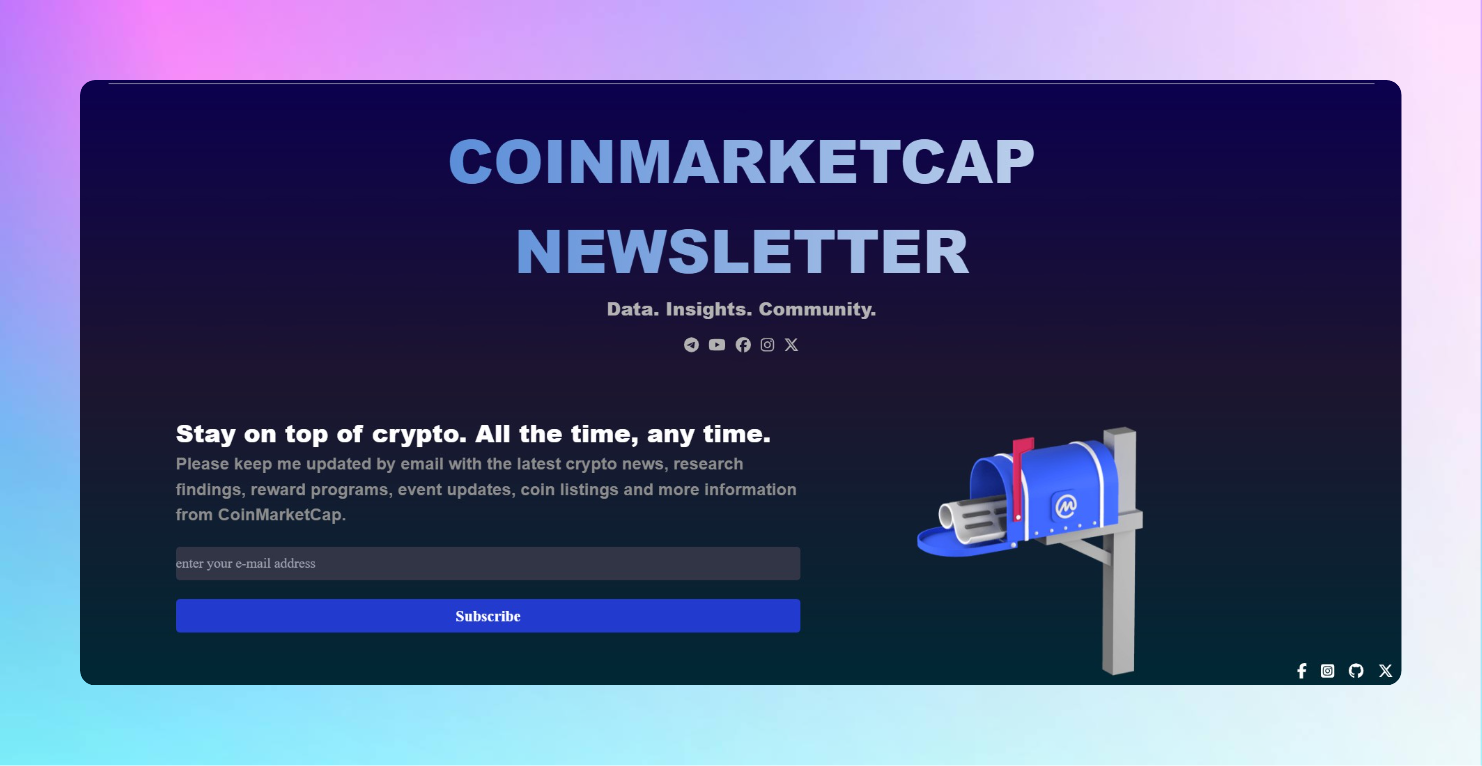 COINMARKETCAP
NEWSLETTER
Data. Insights. Community.
Stay on top of crypto. All the time, any time.
Please keep me updated by email with the latest crypto news, research
findings, reward programs, event updates, coin listings and more information
from CoinMarketCap.
enter your e-mail address
Subscribe